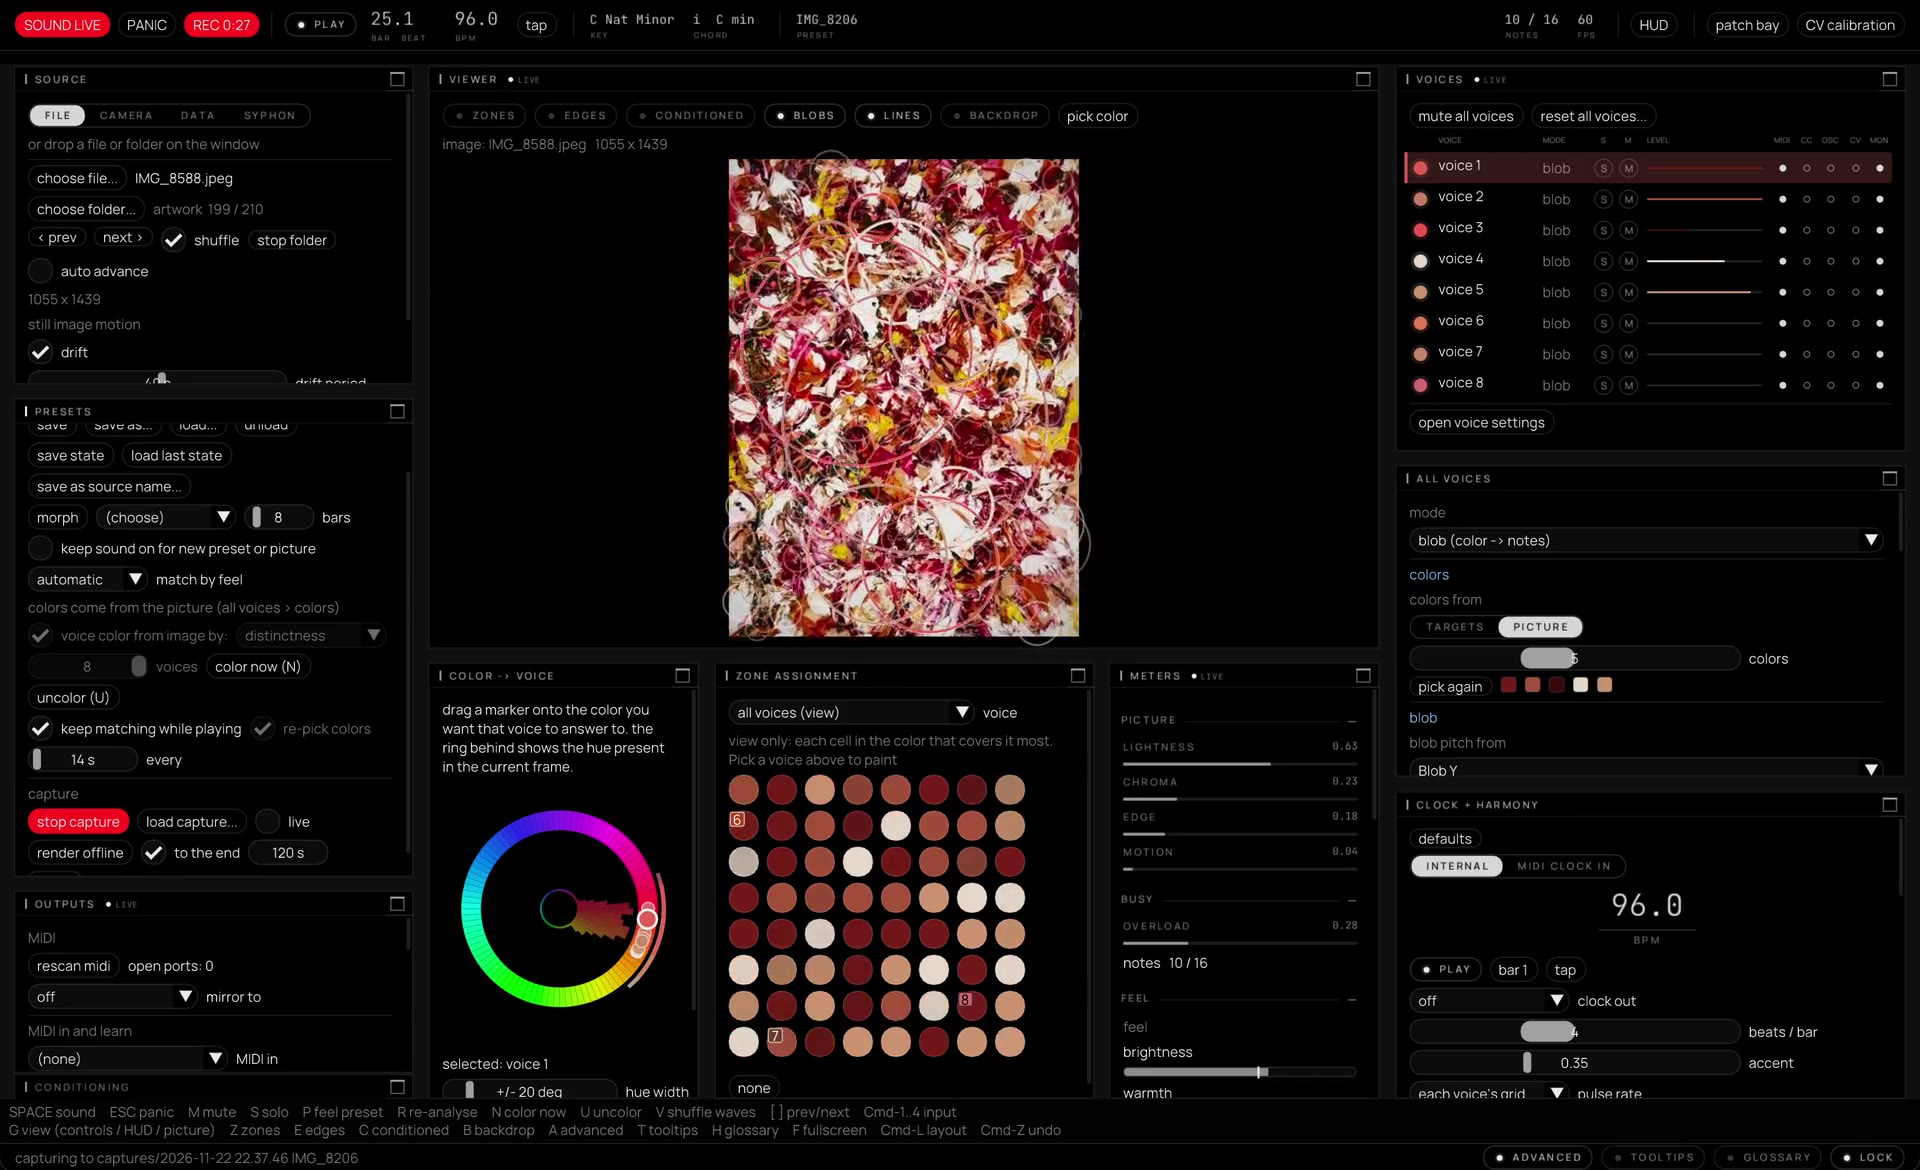 SOUND LIVE PANIC REC 0:27 PLAY 25.1 96.0 tap C Nat Minor i C min IMG_8206 10 / 16 60 HUD patch bay CV calibration
BAR BEAT BPM KEY CHORD PRESET NOTES FPS
SOURCE
FILE CAMERA DATA SYPHON
or drop a file or folder on the window
choose file... IMG_8588.jpeg
choose folder... artwork 199 / 210
‹ prev next › shuffle stop folder
auto advance
1055 x 1439
still image motion
drift
drift period
PRESETS
save save as... load... unload
save state load last state
save as source name...
morph (choose) 8 bars
keep sound on for new preset or picture
automatic match by feel
colors come from the picture (all voices > colors)
voice color from image by: distinctness
8 voices color now (N)
uncolor (U)
keep matching while playing re-pick colors
14 s every
capture
stop capture load capture... live
render offline to the end 120 s
OUTPUTS LIVE
MIDI
rescan midi open ports: 0
off mirror to
MIDI in and learn
(none) MIDI in
CONDITIONING
VIEWER LIVE
ZONES EDGES CONDITIONED BLOBS LINES BACKDROP pick color
image: IMG_8588.jpeg 1055 x 1439
COLOR -> VOICE
drag a marker onto the color you
want that voice to answer to. the
ring behind shows the hue present
in the current frame.
selected: voice 1
+/- 20 deg hue width
ZONE ASSIGNMENT
all voices (view) voice
view only: each cell in the color that covers it most.
Pick a voice above to paint
6
8
7
none
METERS LIVE
PICTURE –
LIGHTNESS 0.63
CHROMA 0.23
EDGE 0.18
MOTION 0.04
BUSY –
OVERLOAD 0.28
notes 10 / 16
FEEL –
feel
brightness
warmth
VOICES LIVE
mute all voices reset all voices...
VOICE MODE S M LEVEL MIDI CC OSC CV MON
voice 1 blob S M
voice 2 blob S M
voice 3 blob S M
voice 4 blob S M
voice 5 blob S M
voice 6 blob S M
voice 7 blob S M
voice 8 blob S M
open voice settings
ALL VOICES
mode
blob (color -> notes)
colors
colors from
TARGETS PICTURE
5 colors
pick again
blob
blob pitch from
Blob Y
CLOCK + HARMONY
defaults
INTERNAL MIDI CLOCK IN
96.0
BPM
PLAY bar 1 tap
off clock out
4 beats / bar
0.35 accent
each voice's grid pulse rate
SPACE sound ESC panic M mute S solo P feel preset R re-analyse N color now U uncolor V shuffle waves [ ] prev/next Cmd-1..4 input
G view (controls / HUD / picture) Z zones E edges C conditioned B backdrop A advanced T tooltips H glossary F fullscreen Cmd-L layout Cmd-Z undo
capturing to captures/2026-11-22 22.37.46 IMG_8206 ADVANCED TOOLTIPS GLOSSARY LOCK